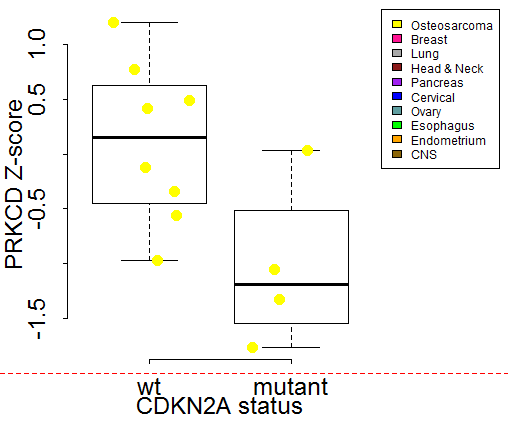 PRKCD Z-score
1.0
0.5
-0.5
-1.5
wt mutant
CDKN2A status
Osteosarcoma
Breast
Lung
Head & Neck
Pancreas
Cervical
Ovary
Esophagus
Endometrium
CNS